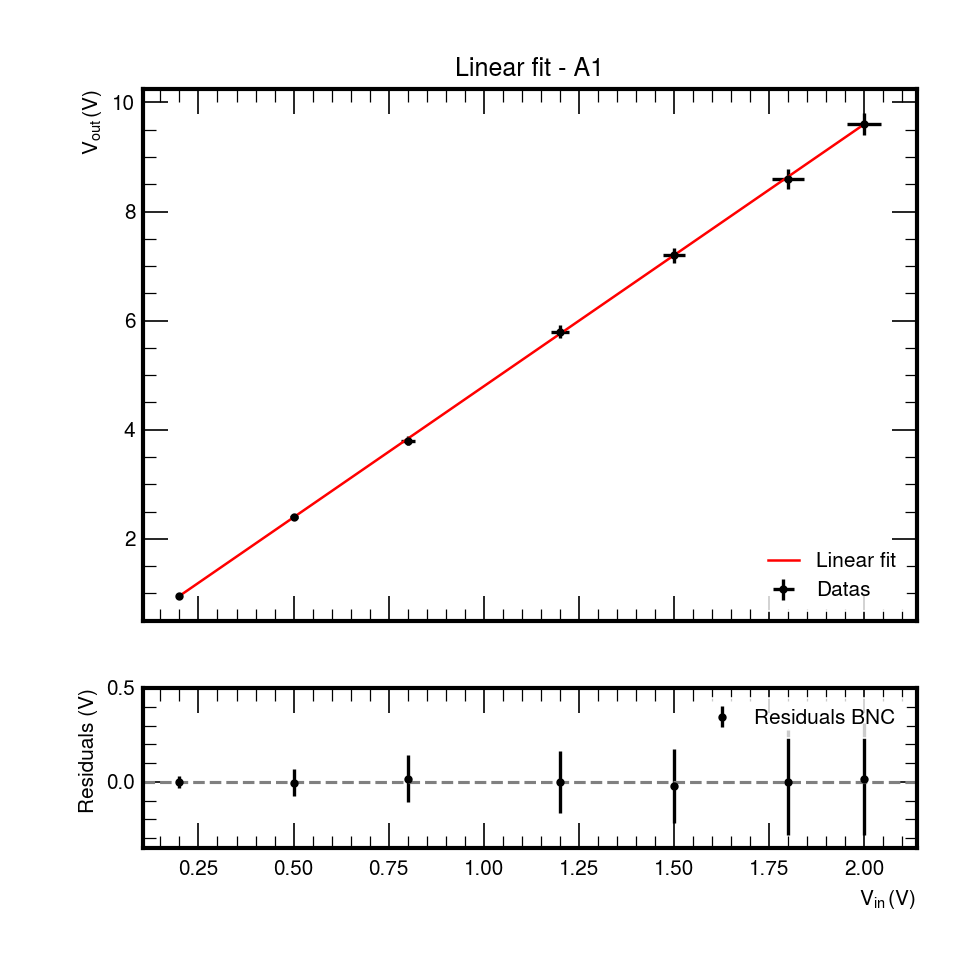 Linear fit - A1
V_out (V)
10
8
6
4
2
Linear fit
Datas
Residuals (V)
0.5
0.0
Residuals BNC
0.25 0.50 0.75 1.00 1.25 1.50 1.75 2.00
V_in (V)